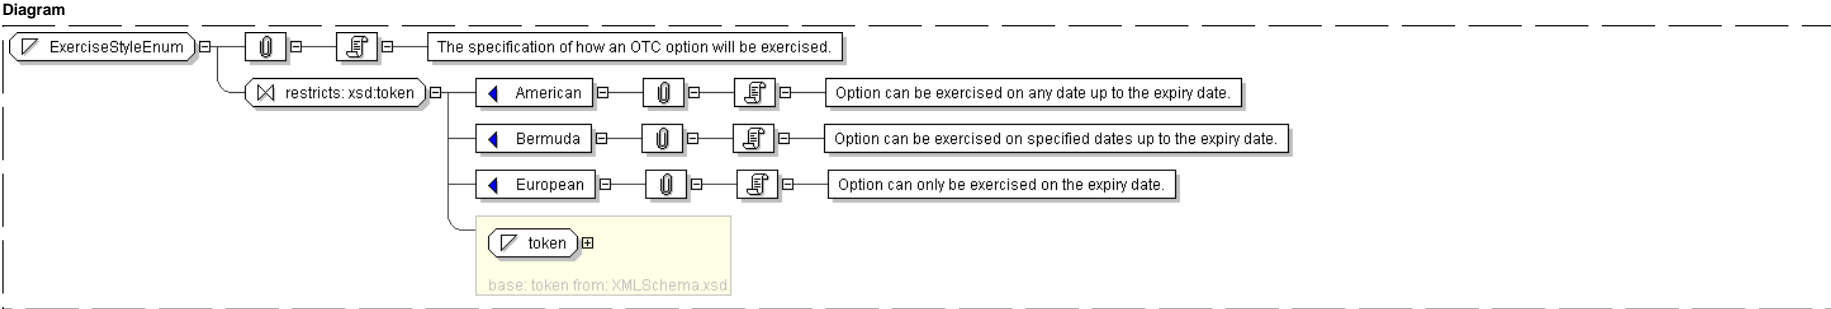 Diagram
ExerciseStyleEnum The specification of how an OTC option will be exercised.
restricts: xsd:token American Option can be exercised on any date up to the expiry date.
Bermuda Option can be exercised on specified dates up to the expiry date.
European Option can only be exercised on the expiry date.
token
base: token from: XMLSchema.xsd